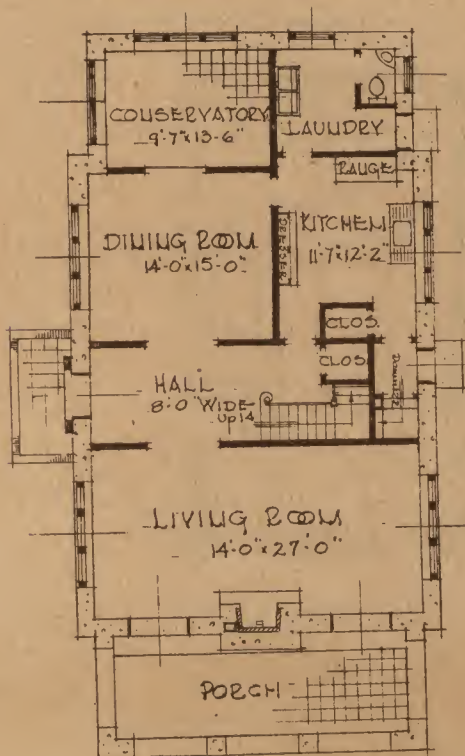 CONSERVATORY
9'-7"x13-6"
LAUNDRY
RANGE
DINING ROOM
14'-0"x15'-0"
DRESSER
KITCHEN
11'-7"x12'-2"
CLOS.
CLOS.
HALL
8'-0" WIDE
Up 14
LIVING ROOM
14'-0"x27'-0"
PORCH